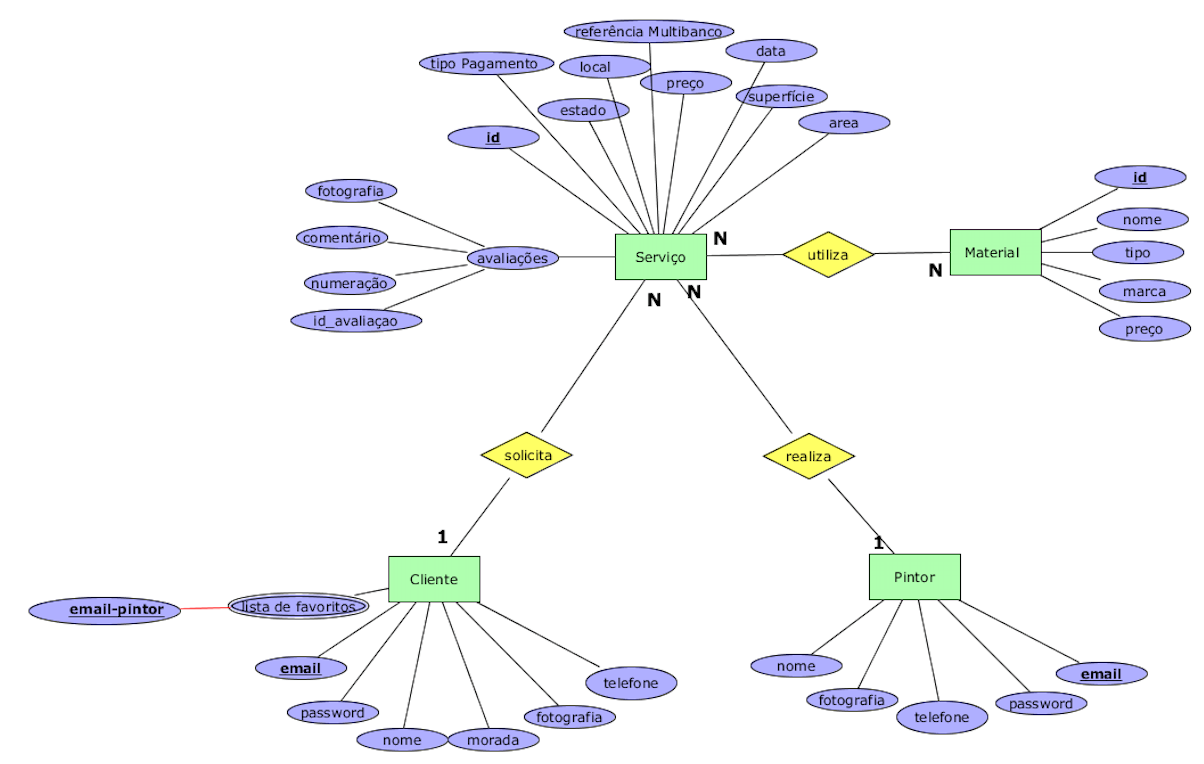 referência Multibanco
data
tipo Pagamento
local
preço
superfície
estado
area
id
fotografia
id
nome
comentário
N
avaliações
Serviço
utiliza
Material
tipo
N
numeração
marca
N
N
id_avaliaçao
preço
solicita
realiza
1
1
Cliente
Pintor
email-pintor
lista de favoritos
email
nome
email
telefone
fotografia
password
password
fotografia
telefone
nome
morada